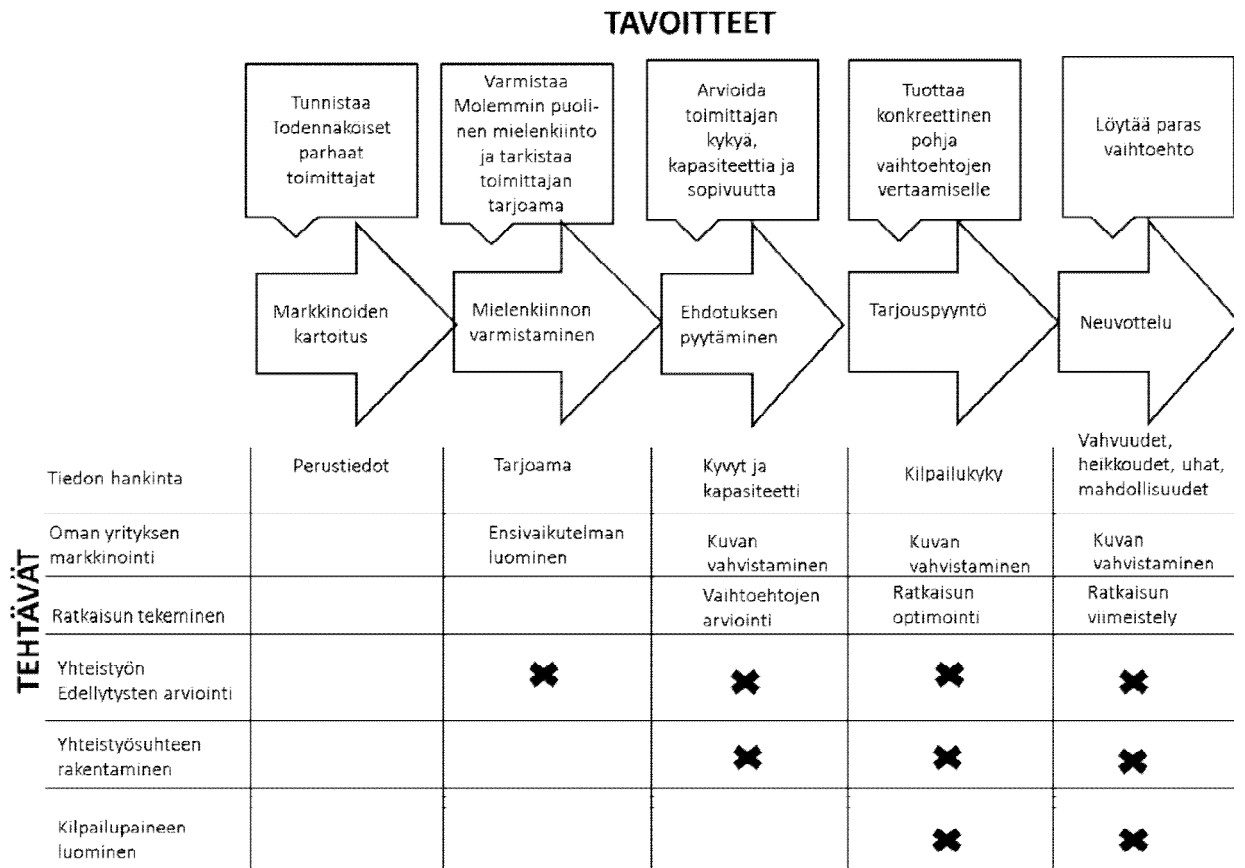 TAVOITTEET
Tunnistaa
Todennäköiset
parhaat
toimittajat
Varmistaa
Molemmin puoli-
nen mielenkiinto
ja tarkistaa
toimittajan
tarjoama
Arvioida
toimittajan
kykyä,
kapasiteettia ja
sopivuutta
Tuottaa
konkreettinen
pohja
vaihtoehtojen
vertaamiselle
Löytää paras
vaihtoehto
Markkinoiden
kartoitus
Mielenkiinnon
varmistaminen
Ehdotuksen
pyytäminen
Tarjouspyyntö
Neuvottelu
TEHTÄVÄT
Tiedon hankinta
Perustiedot
Tarjoama
Kyvyt ja
kapasiteetti
Kilpailukyky
Vahvuudet,
heikkoudet, uhat,
mahdollisuudet
Oman yrityksen
markkinointi
Ensivaikutelman
luominen
Kuvan
vahvistaminen
Kuvan
vahvistaminen
Kuvan
vahvistaminen
Ratkaisun tekeminen
Vaihtoehtojen
arviointi
Ratkaisun
optimointi
Ratkaisun
viimeistely
Yhteistyön
Edellytysten arviointi
Yhteistyösuhteen
rakentaminen
Kilpailupaineen
luominen